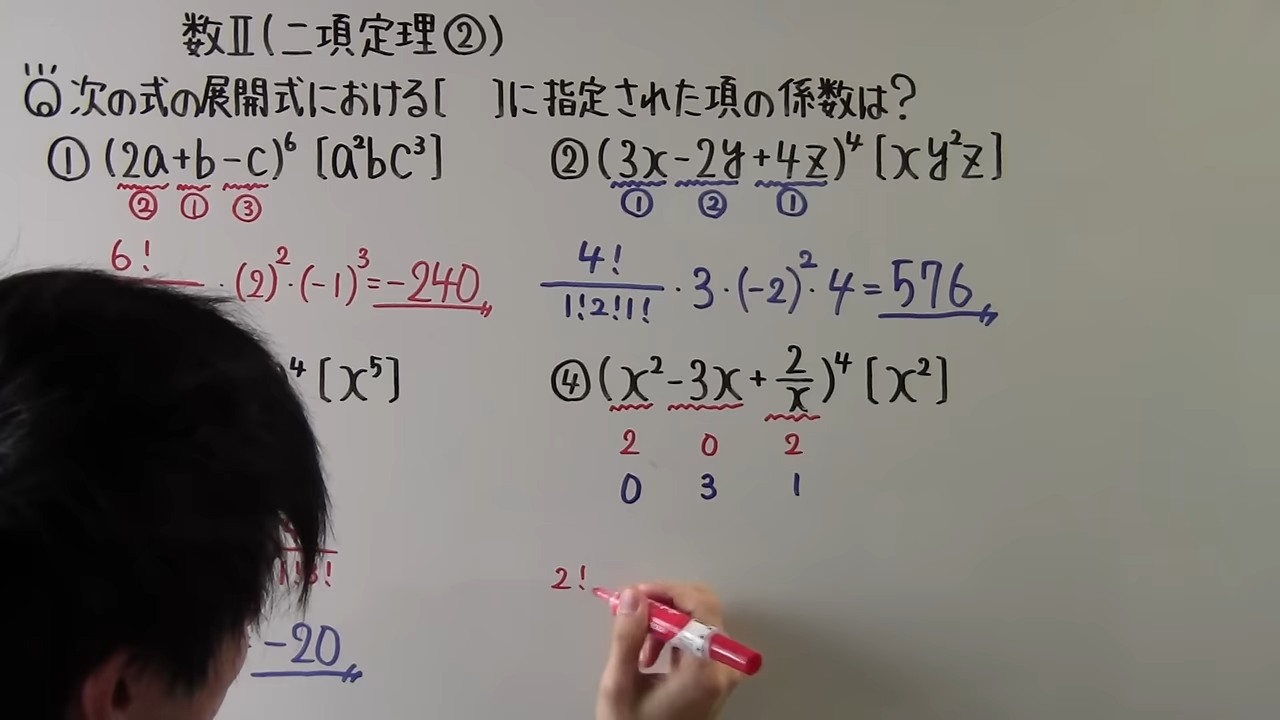 数Ⅱ(二項定理②)
Q 次の式の展開式における[ ]に指定された項の係数は?
① (2a+b-c)⁶ [a²bc³]
② ① ③
6!
・(2)²・(-1)³=-240
② (3x-2y+4z)⁴ [xy²z]
① ② ①
4!
1!2!1!
・3・(-2)²・4=576
⁴ [x⁵]
-20
④ (x²-3x+2/x)⁴ [x²]
2 0 2
0 3 1
2!